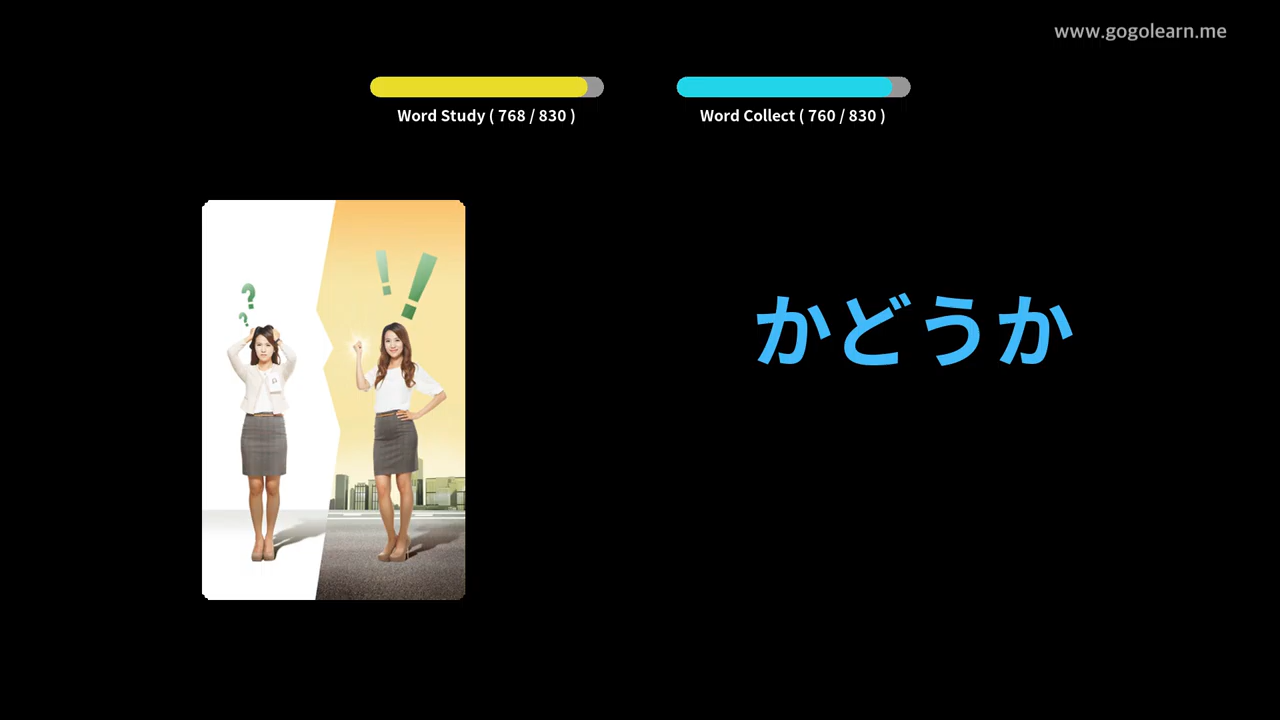 www.gogolearn.me
Word Study ( 768 / 830 )
Word Collect ( 760 / 830 )
? ?
! !
かどうか